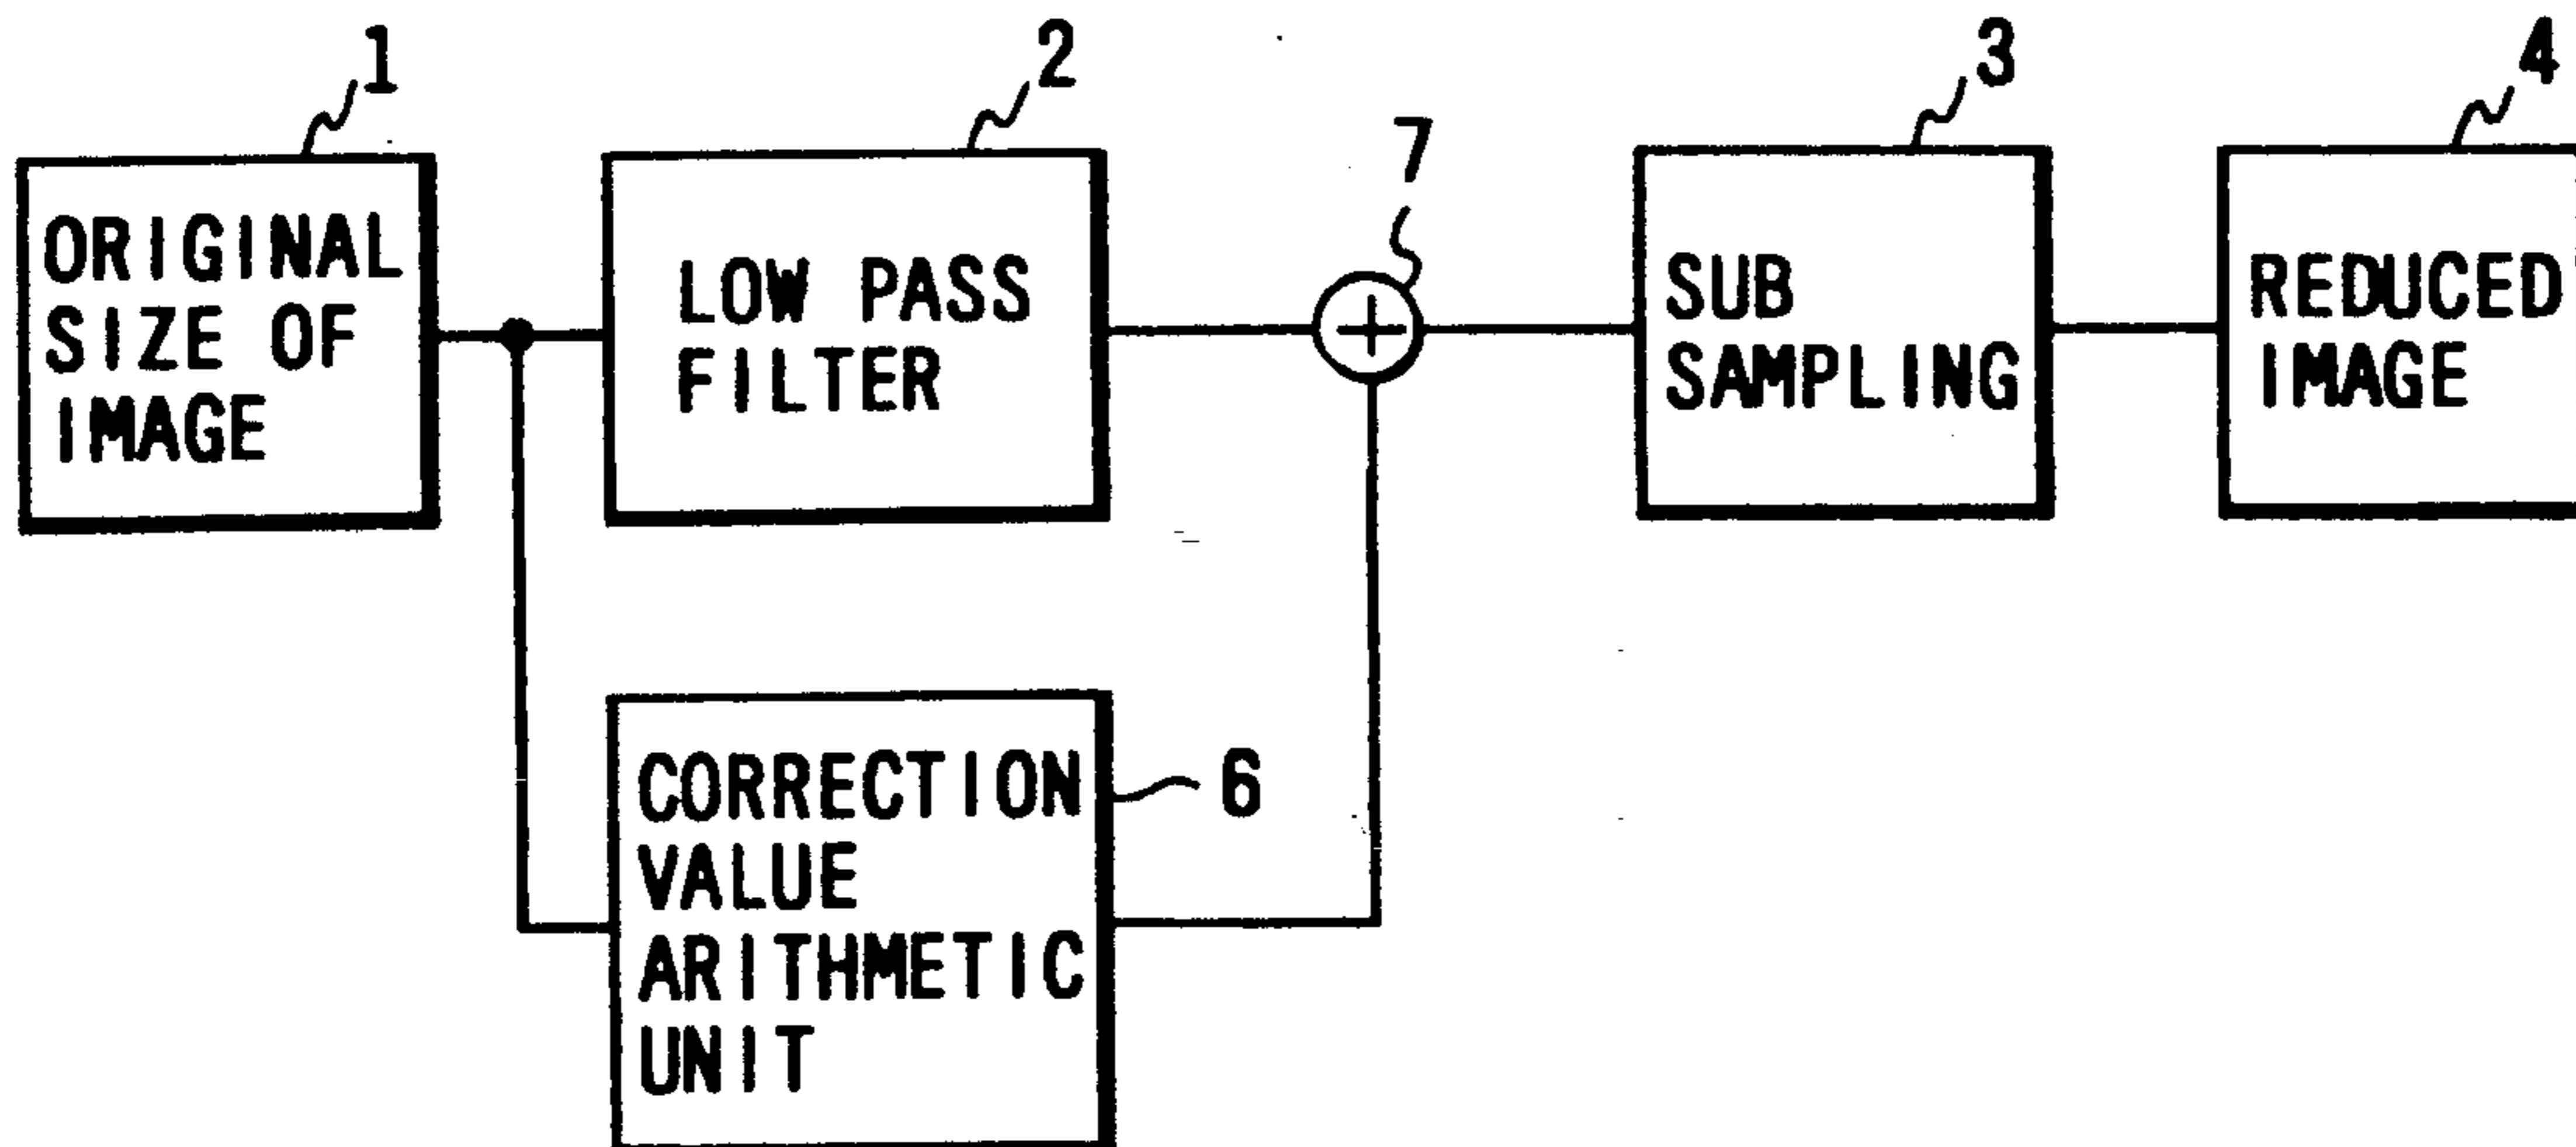 1
2
3
4
7
ORIGINAL
SIZE OF
IMAGE
LOW PASS
FILTER
+
SUB
SAMPLING
REDUCED
IMAGE
CORRECTION
VALUE
ARITHMETIC
UNIT
6